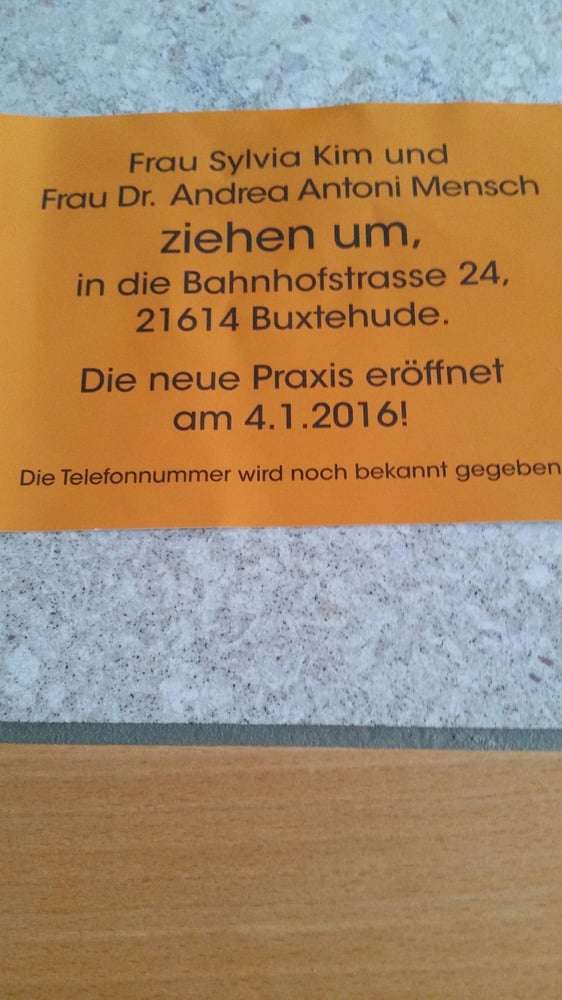 Frau Sylvia Kim und
Frau Dr. Andrea Antoni Mensch
ziehen um,
in die Bahnhofstrasse 24,
21614 Buxtehude.
Die neue Praxis eröffnet
am 4.1.2016!
Die Telefonnummer wird noch bekannt gegeben